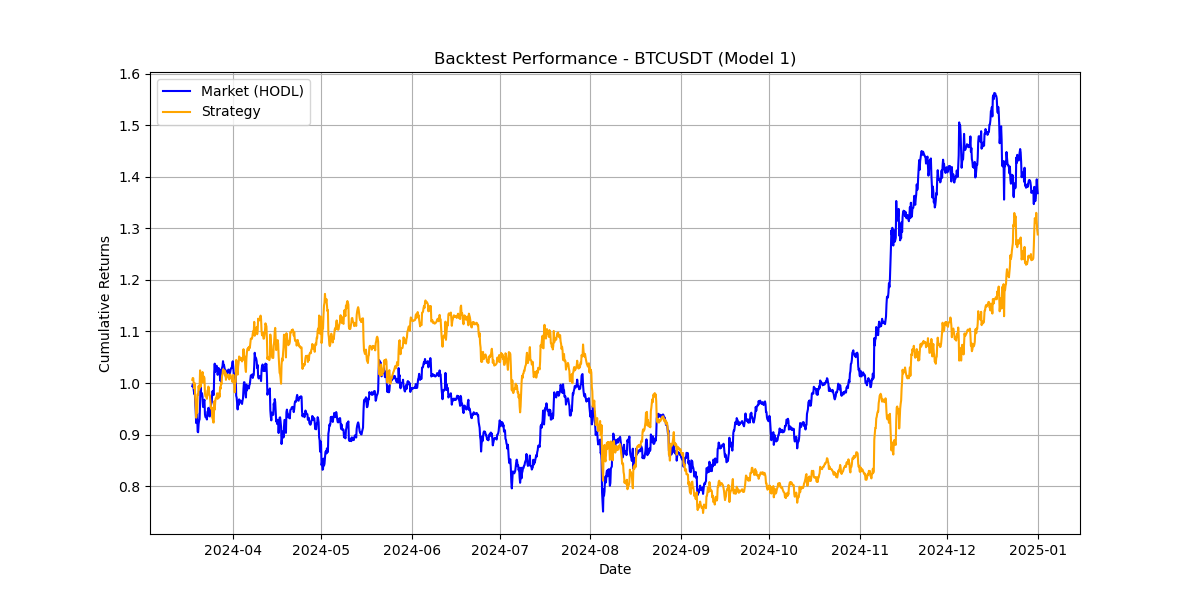 Backtest Performance - BTCUSDT (Model 1)
Market (HODL)
Strategy
Cumulative Returns
1.6
1.5
1.4
1.3
1.2
1.1
1.0
0.9
0.8
2024-04 2024-05 2024-06 2024-07 2024-08 2024-09 2024-10 2024-11 2024-12 2025-01
Date